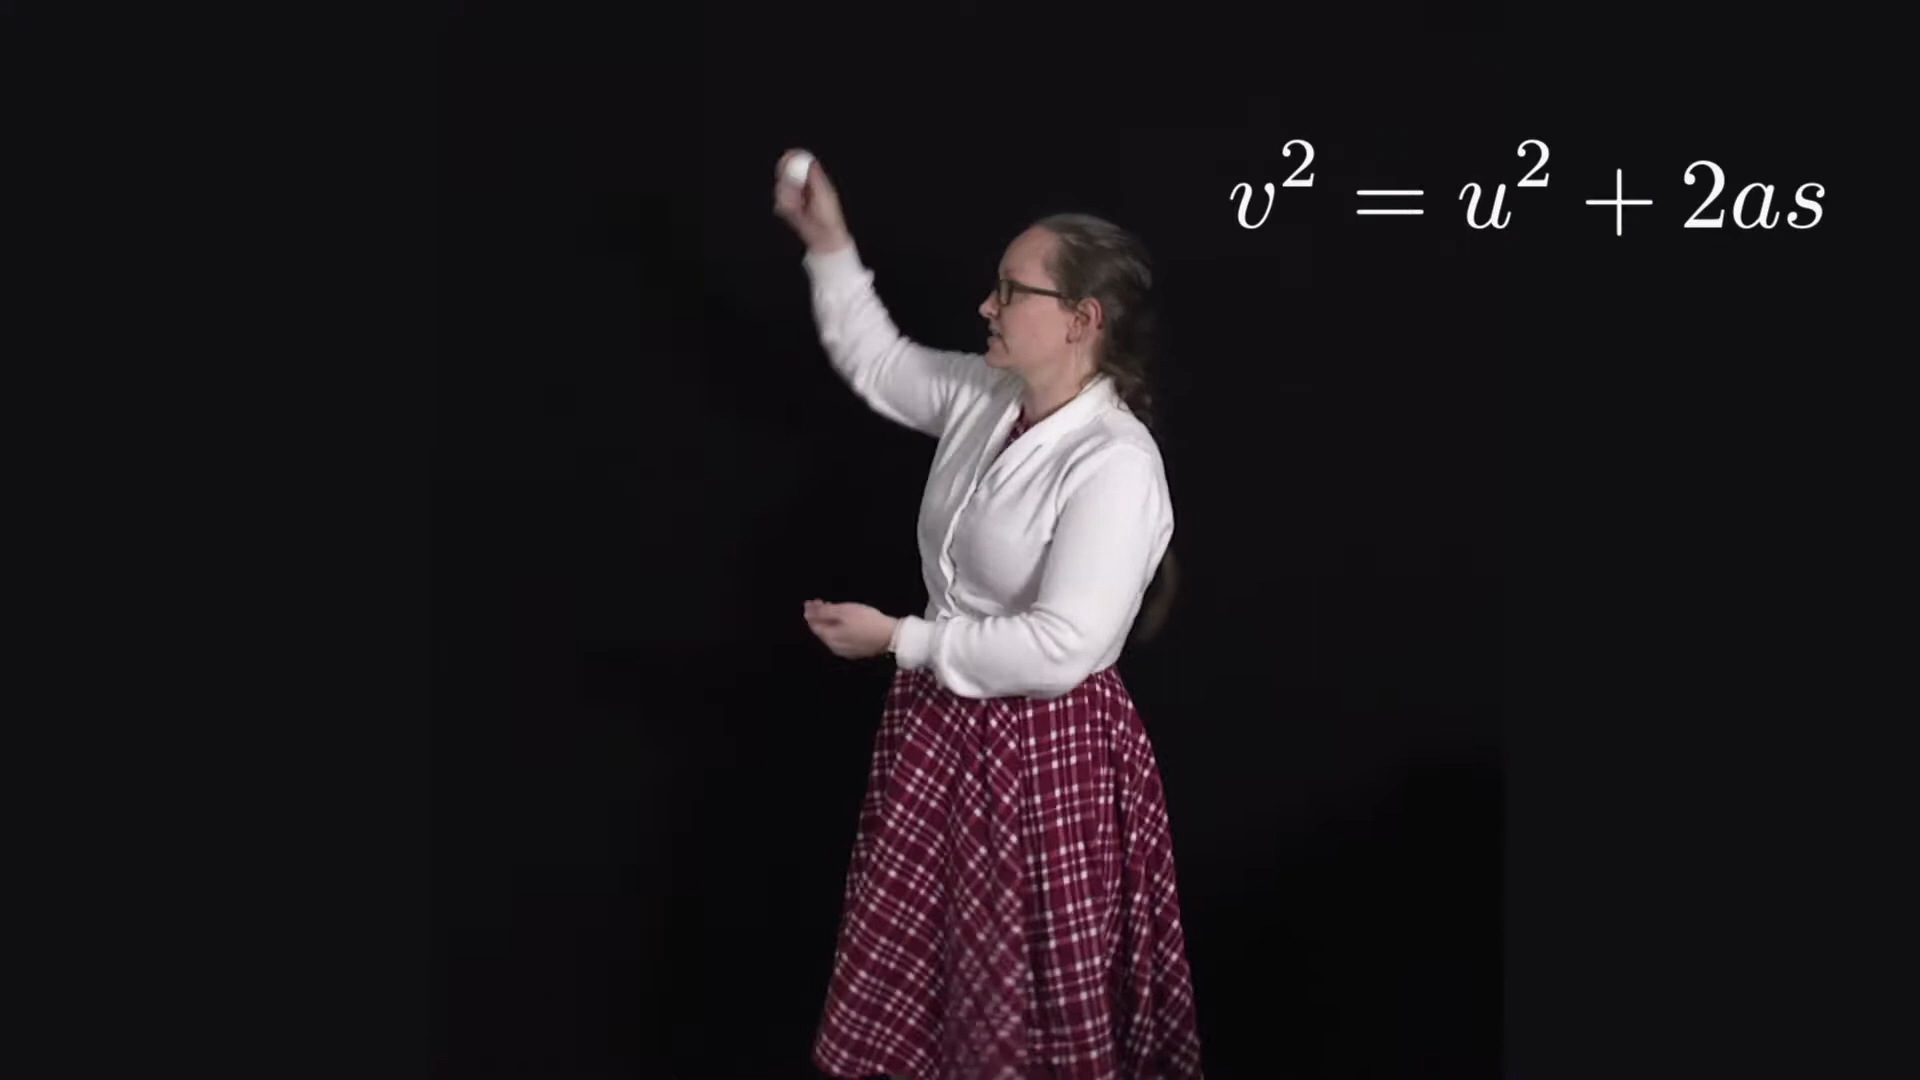 v² = u² + 2as